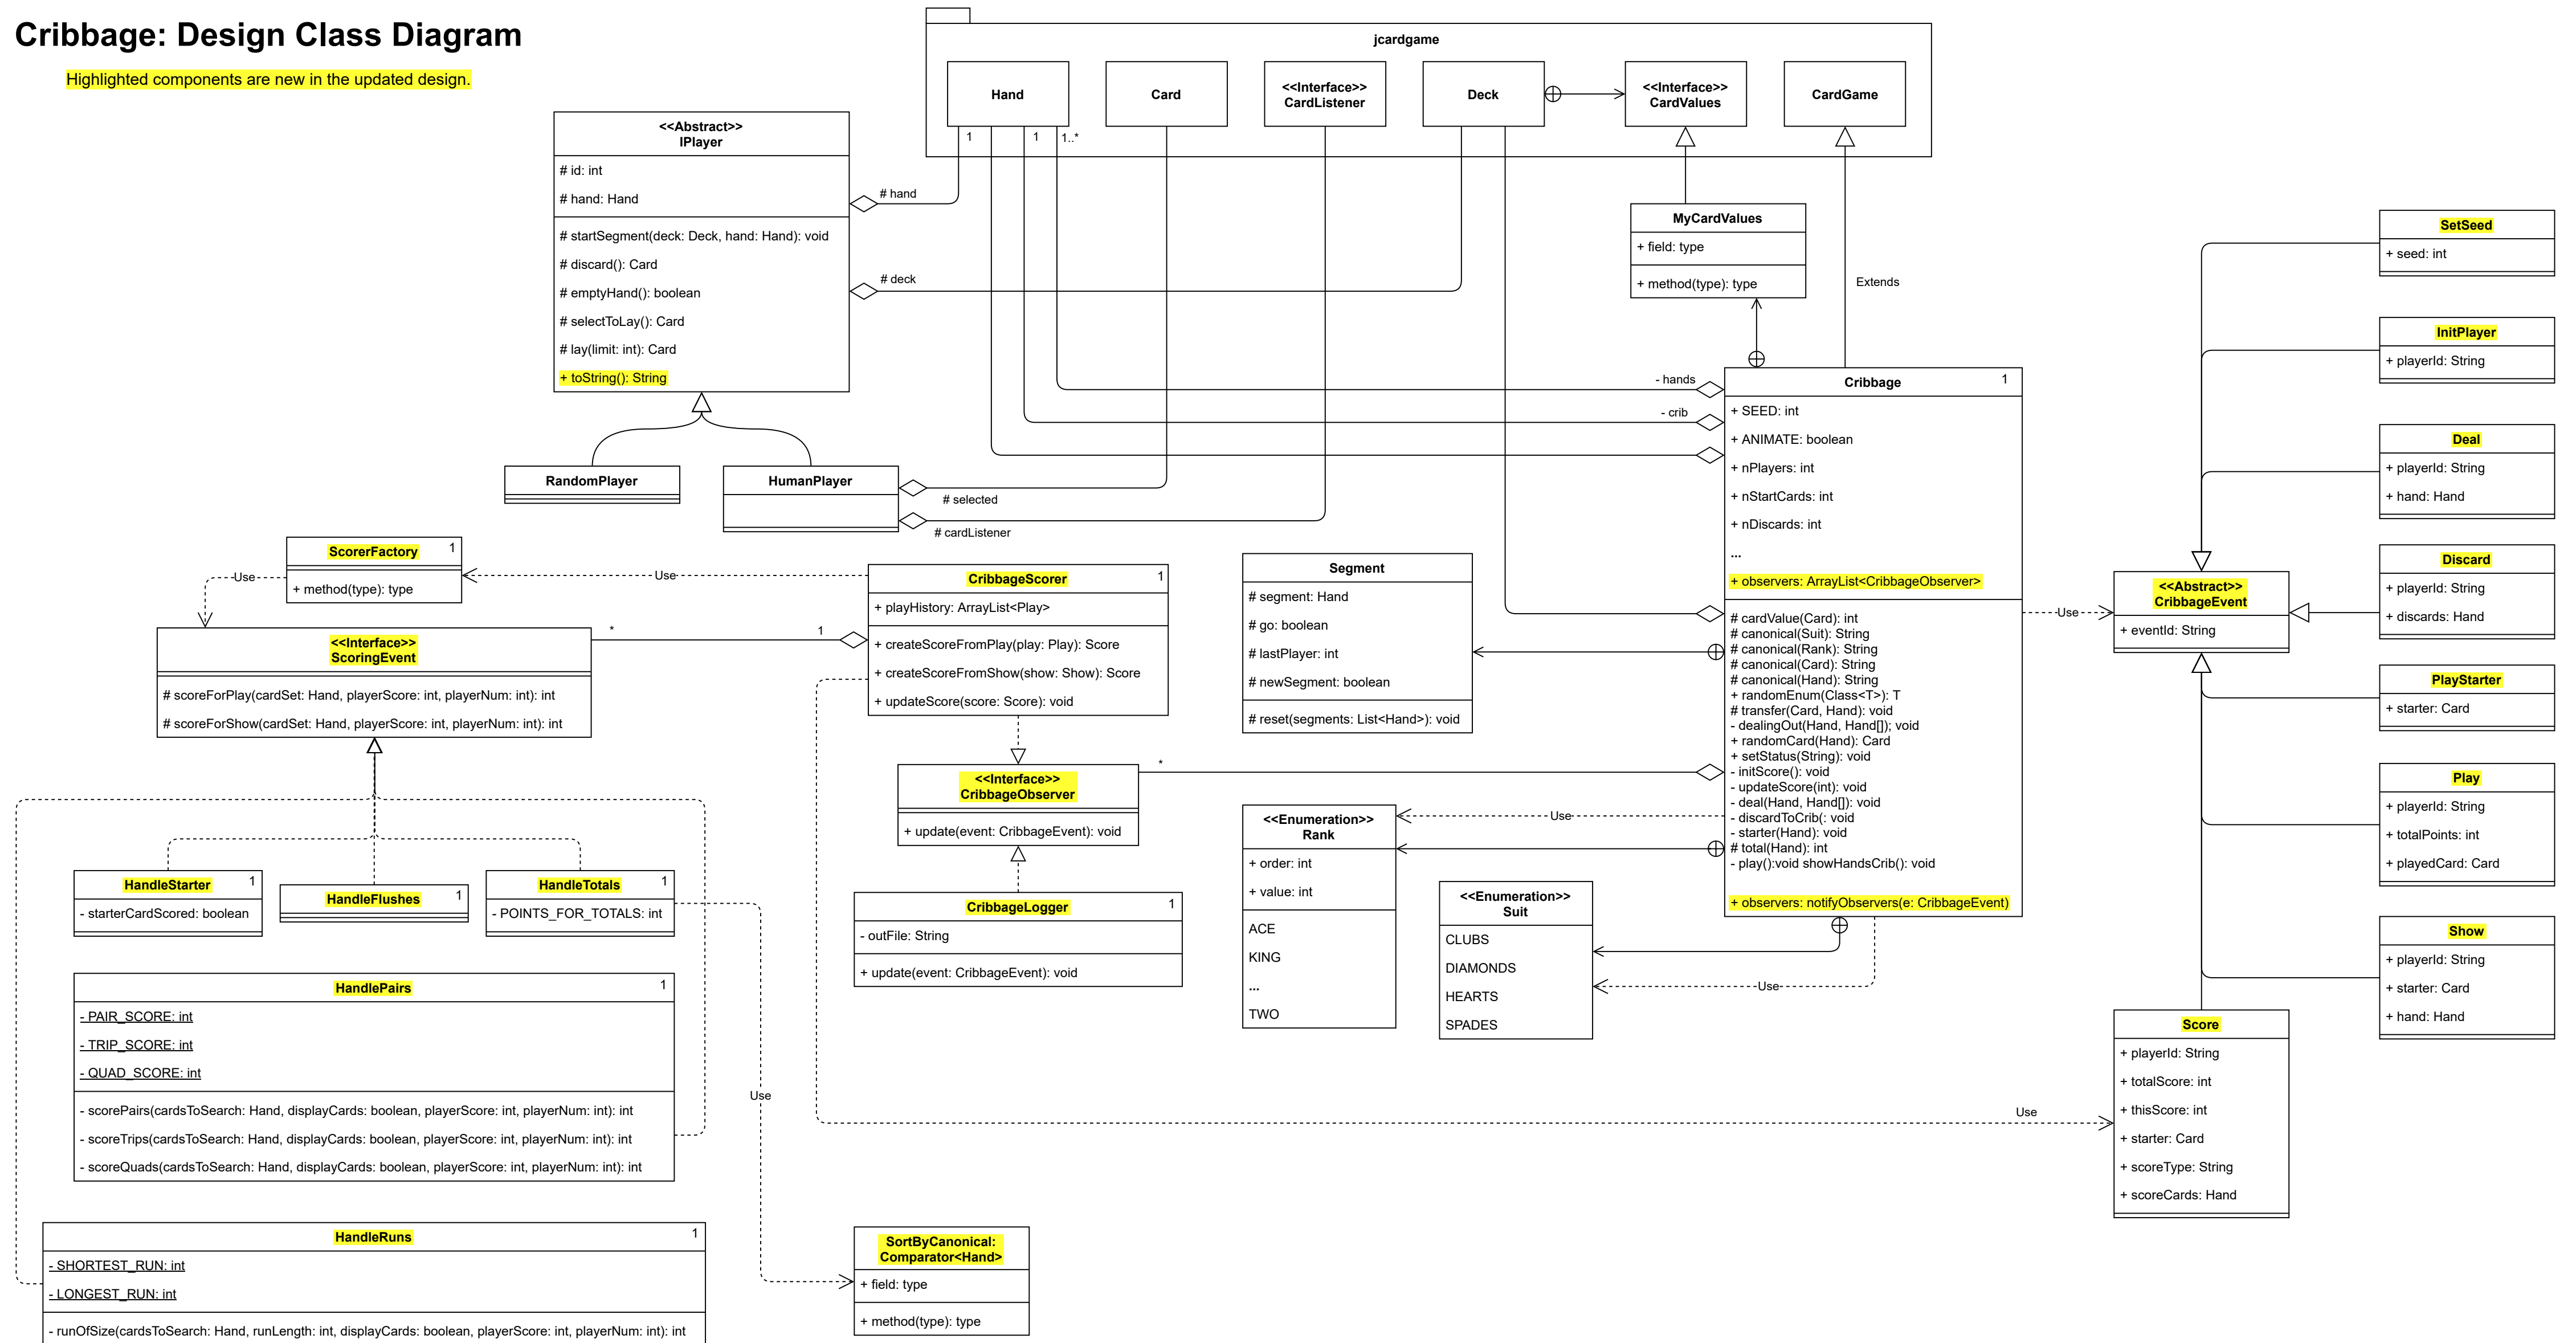 Cribbage: Design Class Diagram
Highlighted components are new in the updated design.
jcardgame
Hand
Card
<<Interface>>
CardListener
Deck
<<Interface>>
CardValues
CardGame
1
1
1..*
<<Abstract>>
IPlayer
# id: int
# hand: Hand
# startSegment(deck: Deck, hand: Hand): void
# discard(): Card
# emptyHand(): boolean
# selectToLay(): Card
# lay(limit: int): Card
+ toString(): String
# hand
# deck
RandomPlayer
HumanPlayer
# selected
# cardListener
MyCardValues
+ field: type
+ method(type): type
Extends
- hands
- crib
Cribbage
1
+ SEED: int
+ ANIMATE: boolean
+ nPlayers: int
+ nStartCards: int
+ nDiscards: int
...
+ observers: ArrayList<CribbageObserver>
# cardValue(Card): int
# canonical(Suit): String
# canonical(Rank): String
# canonical(Card): String
# canonical(Hand): String
+ randomEnum(Class<T>): T
# transfer(Card, Hand): void
- dealingOut(Hand, Hand[]); void
+ randomCard(Hand): Card
+ setStatus(String): void
- initScore(): void
- updateScore(int): void
- deal(Hand, Hand[]): void
- discardToCrib(: void
- starter(Hand): void
# total(Hand): int
- play():void showHandsCrib(): void
+ observers: notifyObservers(e: CribbageEvent)
Use
<<Abstract>>
CribbageEvent
+ eventId: String
SetSeed
+ seed: int
InitPlayer
+ playerId: String
Deal
+ playerId: String
+ hand: Hand
Discard
+ playerId: String
+ discards: Hand
PlayStarter
+ starter: Card
Play
+ playerId: String
+ totalPoints: int
+ playedCard: Card
Show
+ playerId: String
+ starter: Card
+ hand: Hand
Score
+ playerId: String
+ totalScore: int
+ thisScore: int
+ starter: Card
+ scoreType: String
+ scoreCards: Hand
ScorerFactory
1
+ method(type): type
Use
Use
CribbageScorer
1
+ playHistory: ArrayList<Play>
+ createScoreFromPlay(play: Play): Score
+ createScoreFromShow(show: Show): Score
+ updateScore(score: Score): void
*
1
<<Interface>>
ScoringEvent
# scoreForPlay(cardSet: Hand, playerScore: int, playerNum: int): int
# scoreForShow(cardSet: Hand, playerScore: int, playerNum: int): int
Segment
# segment: Hand
# go: boolean
# lastPlayer: int
# newSegment: boolean
# reset(segments: List<Hand>): void
<<Interface>>
CribbageObserver
+ update(event: CribbageEvent): void
*
CribbageLogger
1
- outFile: String
+ update(event: CribbageEvent): void
<<Enumeration>>
Rank
+ order: int
+ value: int
ACE
KING
...
TWO
Use
<<Enumeration>>
Suit
CLUBS
DIAMONDS
HEARTS
SPADES
Use
Use
HandleStarter
1
- starterCardScored: boolean
HandleFlushes
1
HandleTotals
1
- POINTS_FOR_TOTALS: int
HandlePairs
1
- PAIR_SCORE: int
- TRIP_SCORE: int
- QUAD_SCORE: int
- scorePairs(cardsToSearch: Hand, displayCards: boolean, playerScore: int, playerNum: int): int
- scoreTrips(cardsToSearch: Hand, displayCards: boolean, playerScore: int, playerNum: int): int
- scoreQuads(cardsToSearch: Hand, displayCards: boolean, playerScore: int, playerNum: int): int
Use
HandleRuns
1
- SHORTEST_RUN: int
- LONGEST_RUN: int
- runOfSize(cardsToSearch: Hand, runLength: int, displayCards: boolean, playerScore: int, playerNum: int): int
SortByCanonical:
Comparator<Hand>
+ field: type
+ method(type): type